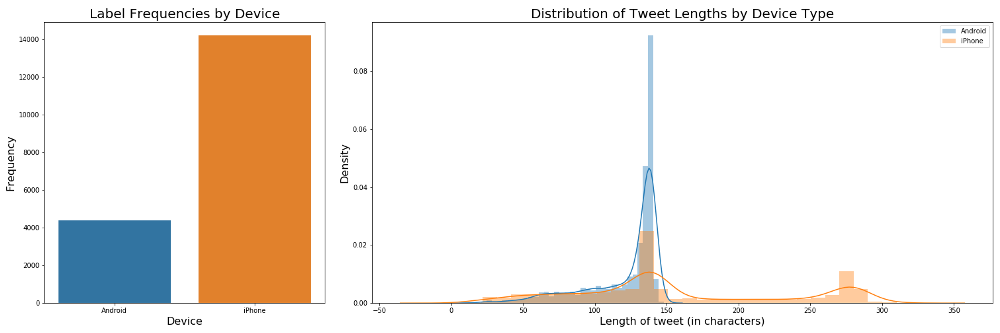 Label Frequencies by Device
Frequency
14000
12000
10000
8000
6000
4000
2000
0
Android
iPhone
Device
Distribution of Tweet Lengths by Device Type
Android
iPhone
Density
0.08
0.06
0.04
0.02
0.00
−50
0
50
100
150
200
250
300
350
Length of tweet (in characters)